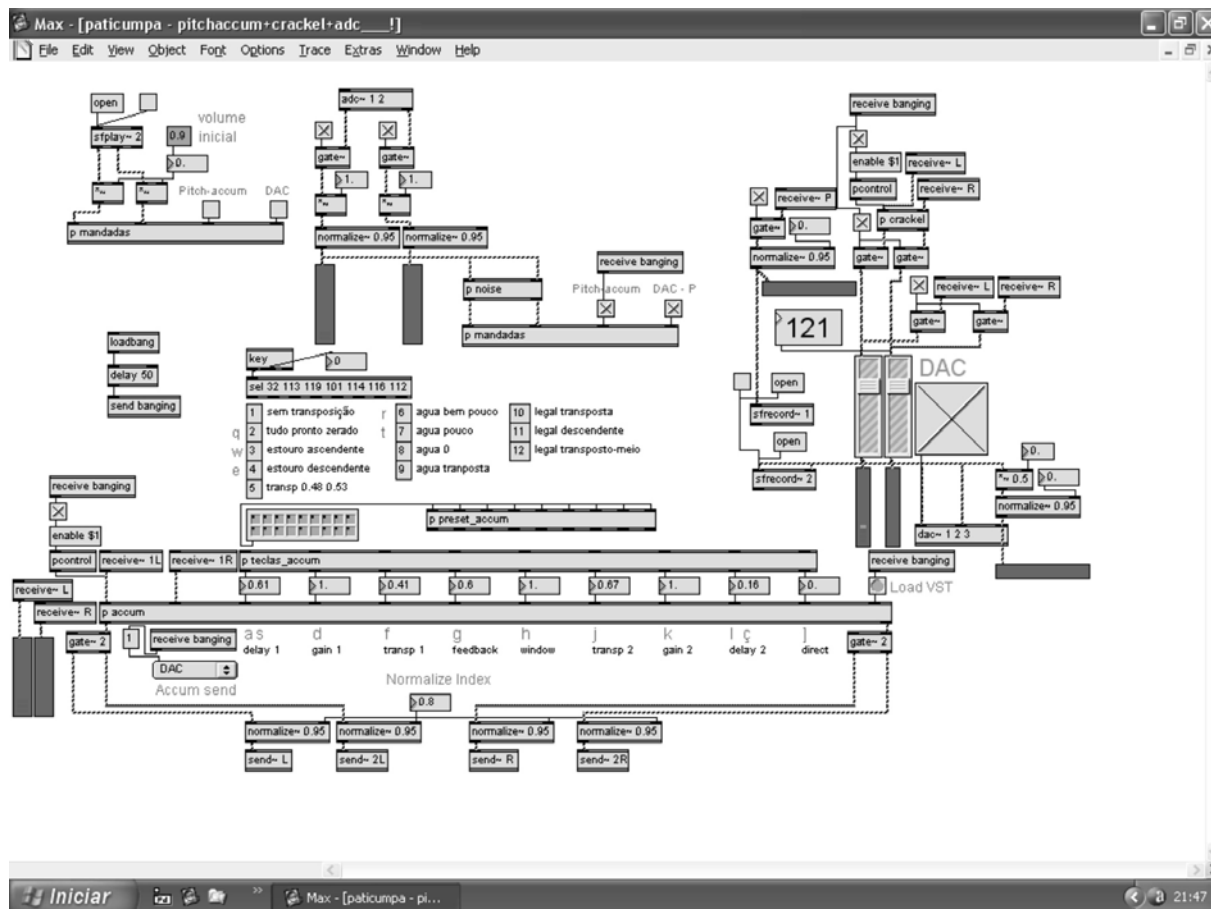 Max - [paticumpa - pitchaccum+crackel+adc___!]
File Edit View Object Font Options Trace Extras Window Help
open
sfplay~ 2
0.9
volume
inicial
0.
*~ *~
Pitch-accum DAC
p mandadas
adc~ 1 2
gate~ gate~
1. 1.
*~ *~
normalize~ 0.95 normalize~ 0.95
p noise
receive banging
Pitch-accum DAC - P
p mandadas
receive banging
enable $1 receive~ L
pcontrol receive~ R
receive~ P
p crackel
gate~ 0.
normalize~ 0.95 gate~ gate~
receive~ L receive~ R
gate~ gate~
121
DAC
open
sfrecord~ 1
open
sfrecord~ 2
0.
*~ 0.5 0.
normalize~ 0.95
dac~ 1 2 3
receive banging
Load VST
loadbang
delay 50
send banging
key 0
sel 32 113 119 101 114 116 112
1 sem transposição
q 2 tudo pronto zerado
w 3 estouro ascendente
e 4 estouro descendente
5 transp 0.48 0.53
r 6 agua bem pouco
t 7 agua pouco
8 agua 0
9 agua tranposta
10 legal transposta
11 legal descendente
12 legal transposto-meio
p preset_accum
receive banging
enable $1
pcontrol receive~ 1L receive~ 1R p teclas_accum
0.61 1. 0.41 0.6 1. 0.67 1. 0.16 0.
receive~ L
receive~ R p accum
gate~ 2 1 receive banging gate~ 2
a s d f g h j k l ç ]
delay 1 gain 1 transp 1 feedback window transp 2 gain 2 delay 2 direct
DAC
Accum send
Normalize Index
0.8
normalize~ 0.95 normalize~ 0.95 normalize~ 0.95 normalize~ 0.95
send~ L send~ 2L send~ R send~ 2R
Iniciar
Max - [paticumpa - pi...
21:47